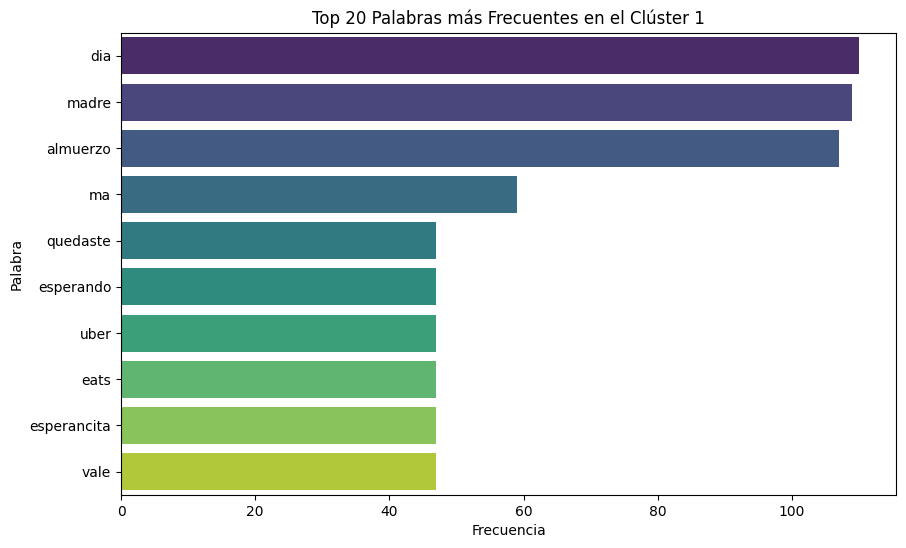 Top 20 Palabras más Frecuentes en el Clúster 1
Palabra
dia
madre
almuerzo
ma
quedaste
esperando
uber
eats
esperancita
vale
0 20 40 60 80 100
Frecuencia